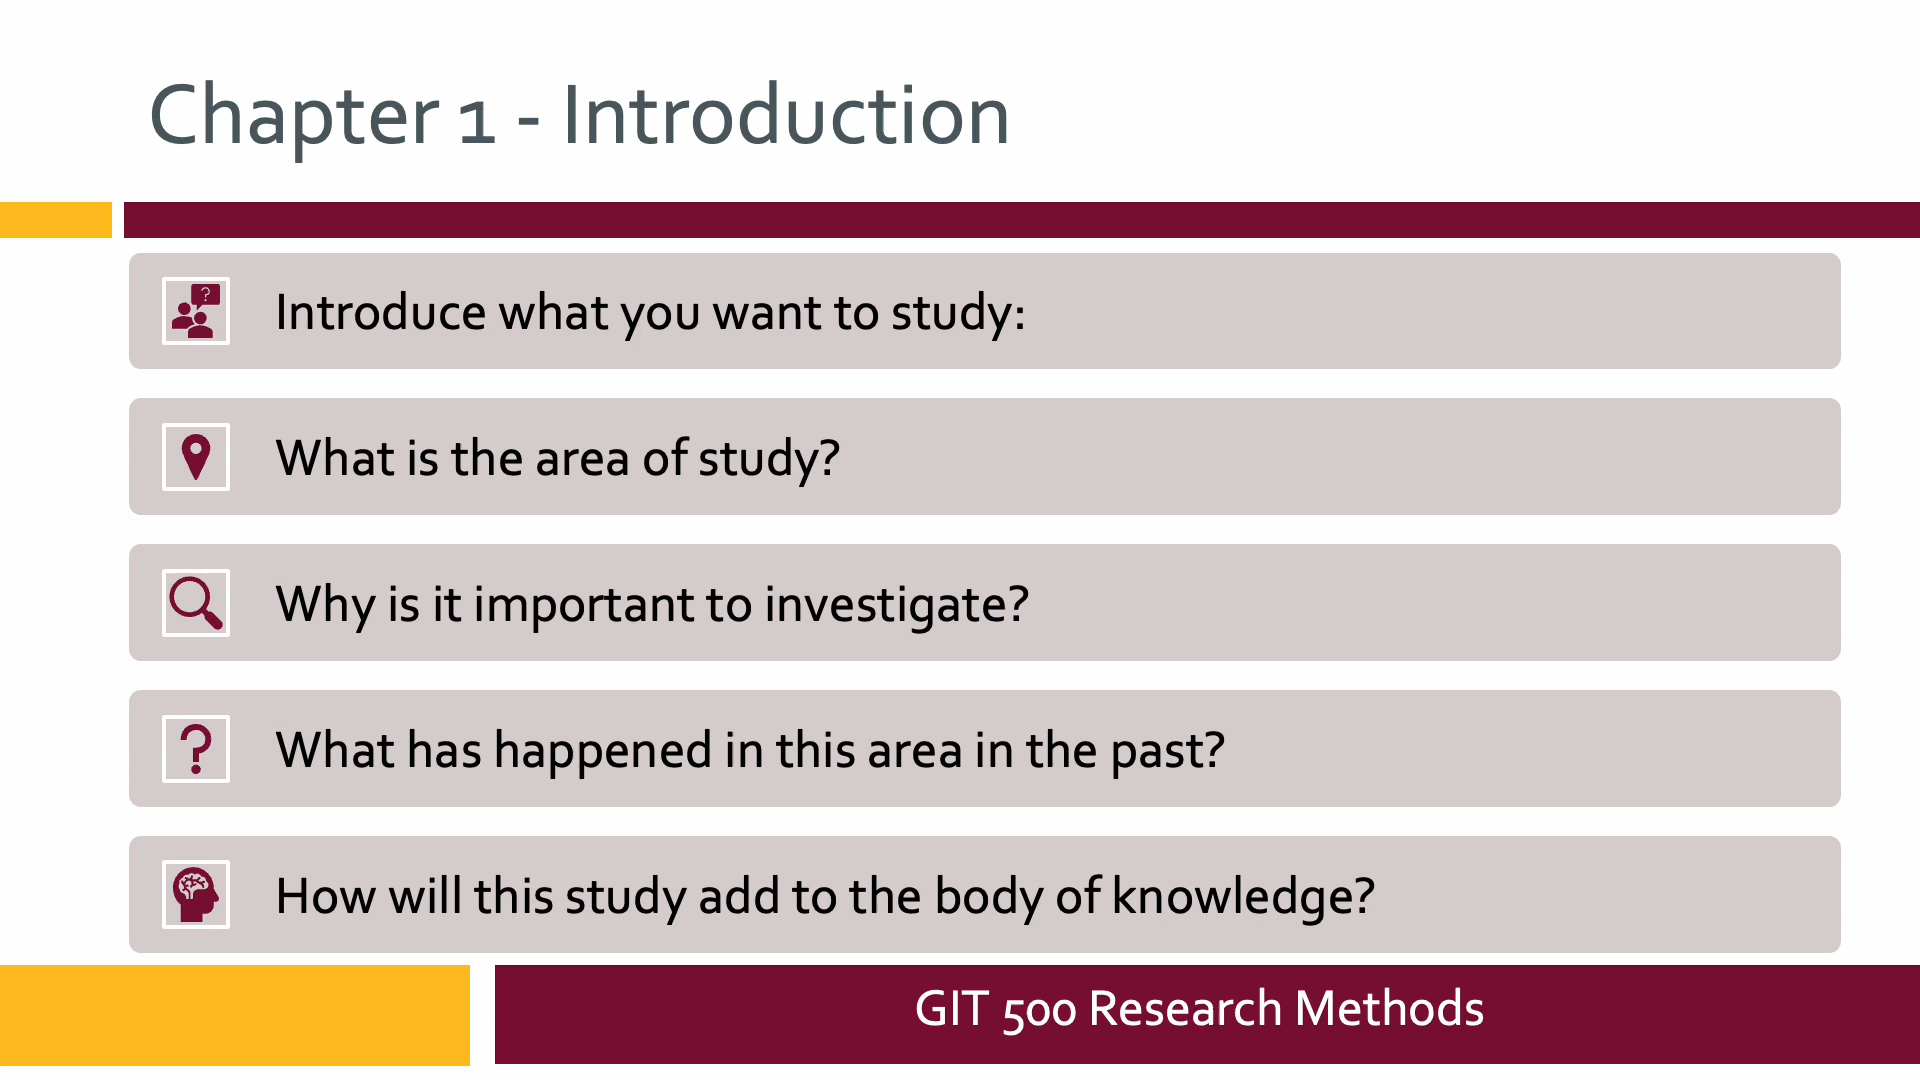 Chapter 1 - Introduction
?
Introduce what you want to study:
What is the area of study?
Why is it important to investigate?
?
What has happened in this area in the past?
How will this study add to the body of knowledge?
GIT 500 Research Methods